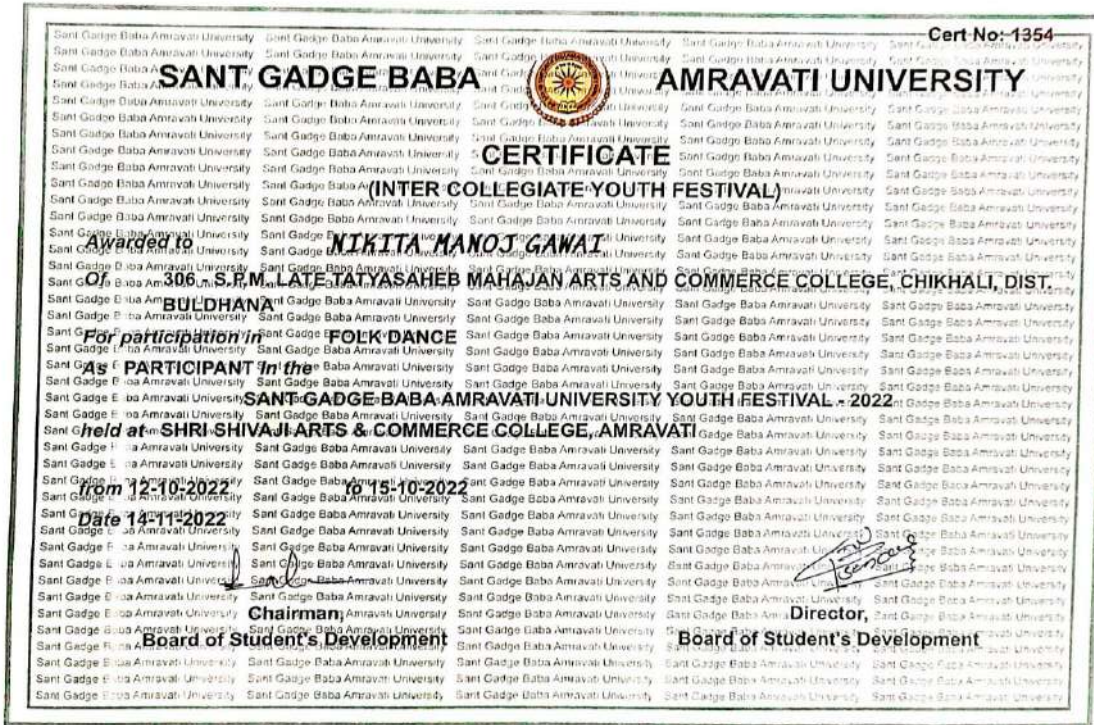 Cert No: 1354
SANT GADGE BABA AMRAVATI UNIVERSITY
CERTIFICATE
(INTER COLLEGIATE YOUTH FESTIVAL)
Awarded to NIKITA MANOJ GAWAI
Of 306 - S.P.M. LATE TATYASAHEB MAHAJAN ARTS AND COMMERCE COLLEGE, CHIKHALI, DIST.
BULDHANA
For participation in FOLK DANCE
As PARTICIPANT In the
SANT GADGE BABA AMRAVATI UNIVERSITY YOUTH FESTIVAL - 2022
held at SHRI SHIVAJI ARTS & COMMERCE COLLEGE, AMRAVATI
from 12-10-2022 To 15-10-2022
Date 14-11-2022
Chairman, Director,
Board of Student's Development Board of Student's Development